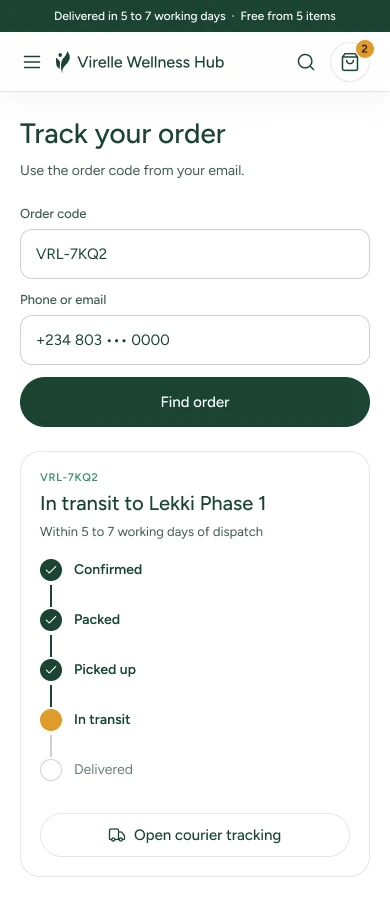 Delivered in 5 to 7 working days · Free from 5 items
Virelle Wellness Hub
2
Track your order
Use the order code from your email.
Order code
VRL-7KQ2
Phone or email
+234 803 ••• 0000
Find order
VRL-7KQ2
In transit to Lekki Phase 1
Within 5 to 7 working days of dispatch
Confirmed
Packed
Picked up
In transit
Delivered
Open courier tracking